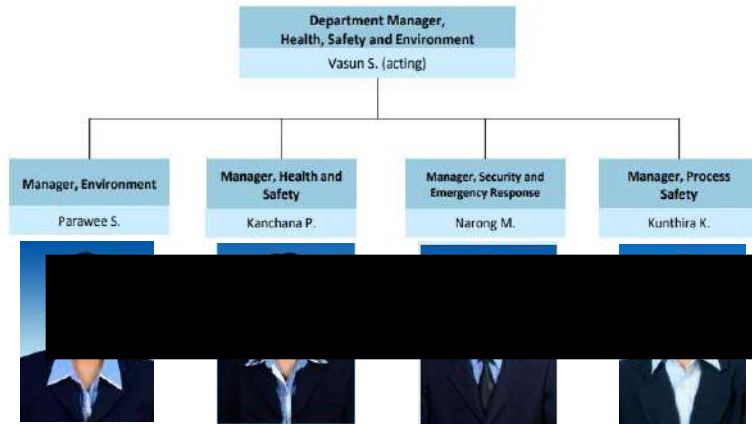 Department Manager,
Health, Safety and Environment
Vasun S. (acting)
Manager, Environment
Parawee S.
Manager, Health and
Safety
Kanchana P.
Manager, Security and
Emergency Response
Narong M.
Manager, Process
Safety
Kunthira K.